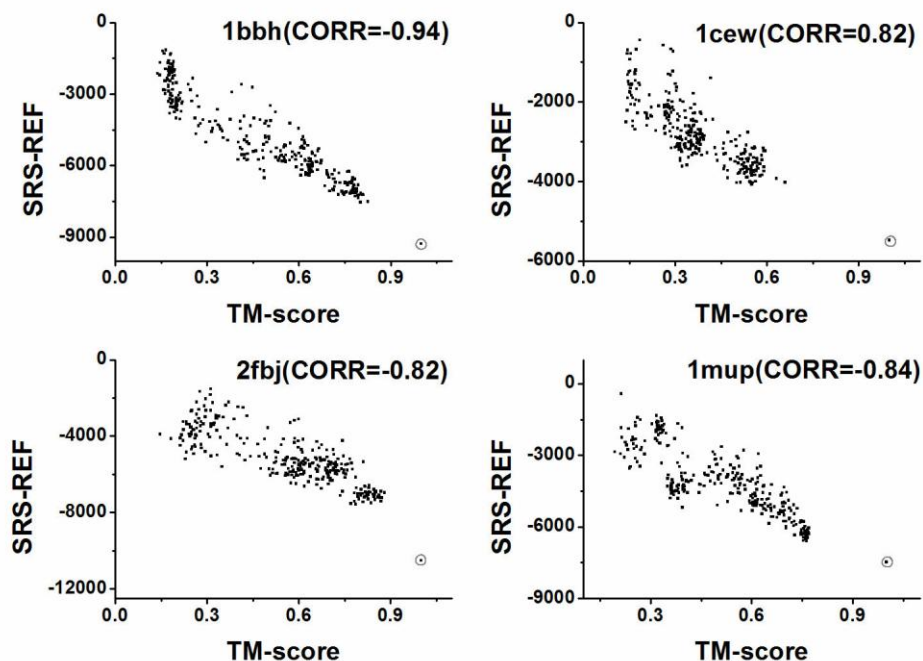 1bbh(CORR=-0.94)
SRS-REF
0
-3000
-6000
-9000
0.0 0.3 0.6 0.9
TM-score
1cew(CORR=0.82)
SRS-REF
0
-2000
-4000
-6000
0.0 0.3 0.6 0.9
TM-score
2fbj(CORR=-0.82)
SRS-REF
0
-4000
-8000
-12000
0.0 0.3 0.6 0.9
TM-score
1mup(CORR=-0.84)
SRS-REF
0
-3000
-6000
-9000
0.3 0.6 0.9
TM-score